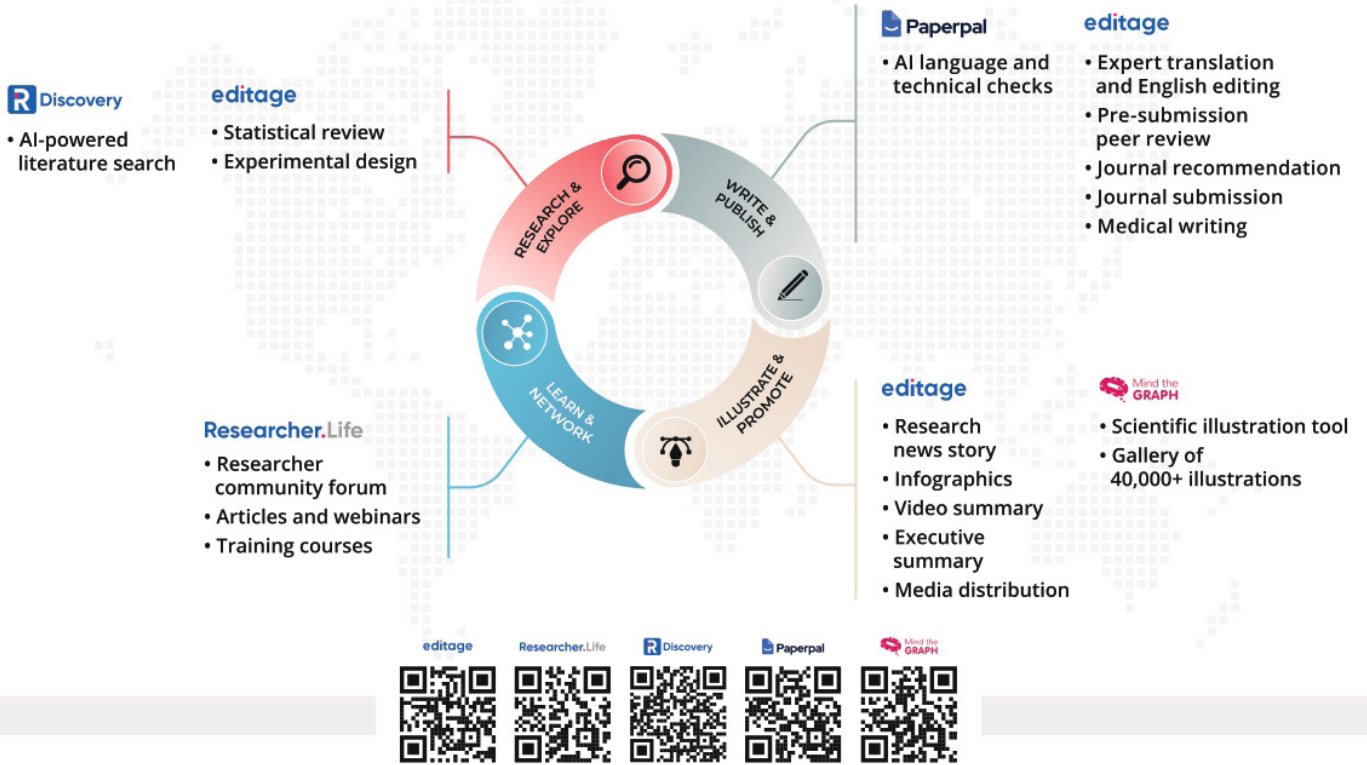 R Discovery
• AI-powered
literature search
editage
• Statistical review
• Experimental design
RESEARCH &
EXPLORE
WRITE &
PUBLISH
Paperpal
• AI language and
technical checks
editage
• Expert translation
and English editing
• Pre-submission
peer review
• Journal recommendation
• Journal submission
• Medical writing
Researcher.Life
• Researcher
community forum
• Articles and webinars
• Training courses
LEARN &
NETWORK
ILLUSTRATE &
PROMOTE
editage
• Research
news story
• Infographics
• Video summary
• Executive
summary
• Media distribution
Mind the
GRAPH
• Scientific illustration tool
• Gallery of
40,000+ illustrations
editage
Researcher.Life
R Discovery
Paperpal
Mind the
GRAPH